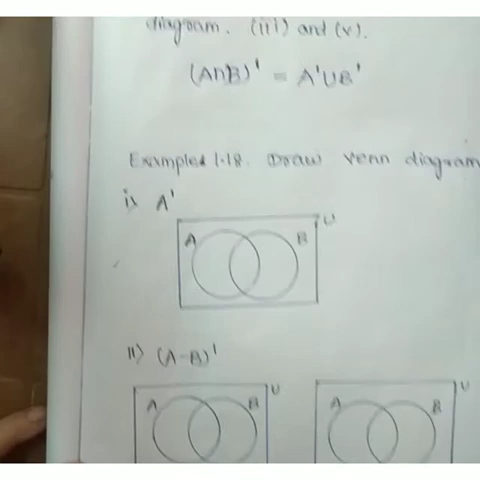 diagram. (iii) and (v).
(A∩B)' = A'∪B'
Example 1.18. Draw venn diagram
i) A'
U
A B
ii) (A-B)'
U U
A B A B